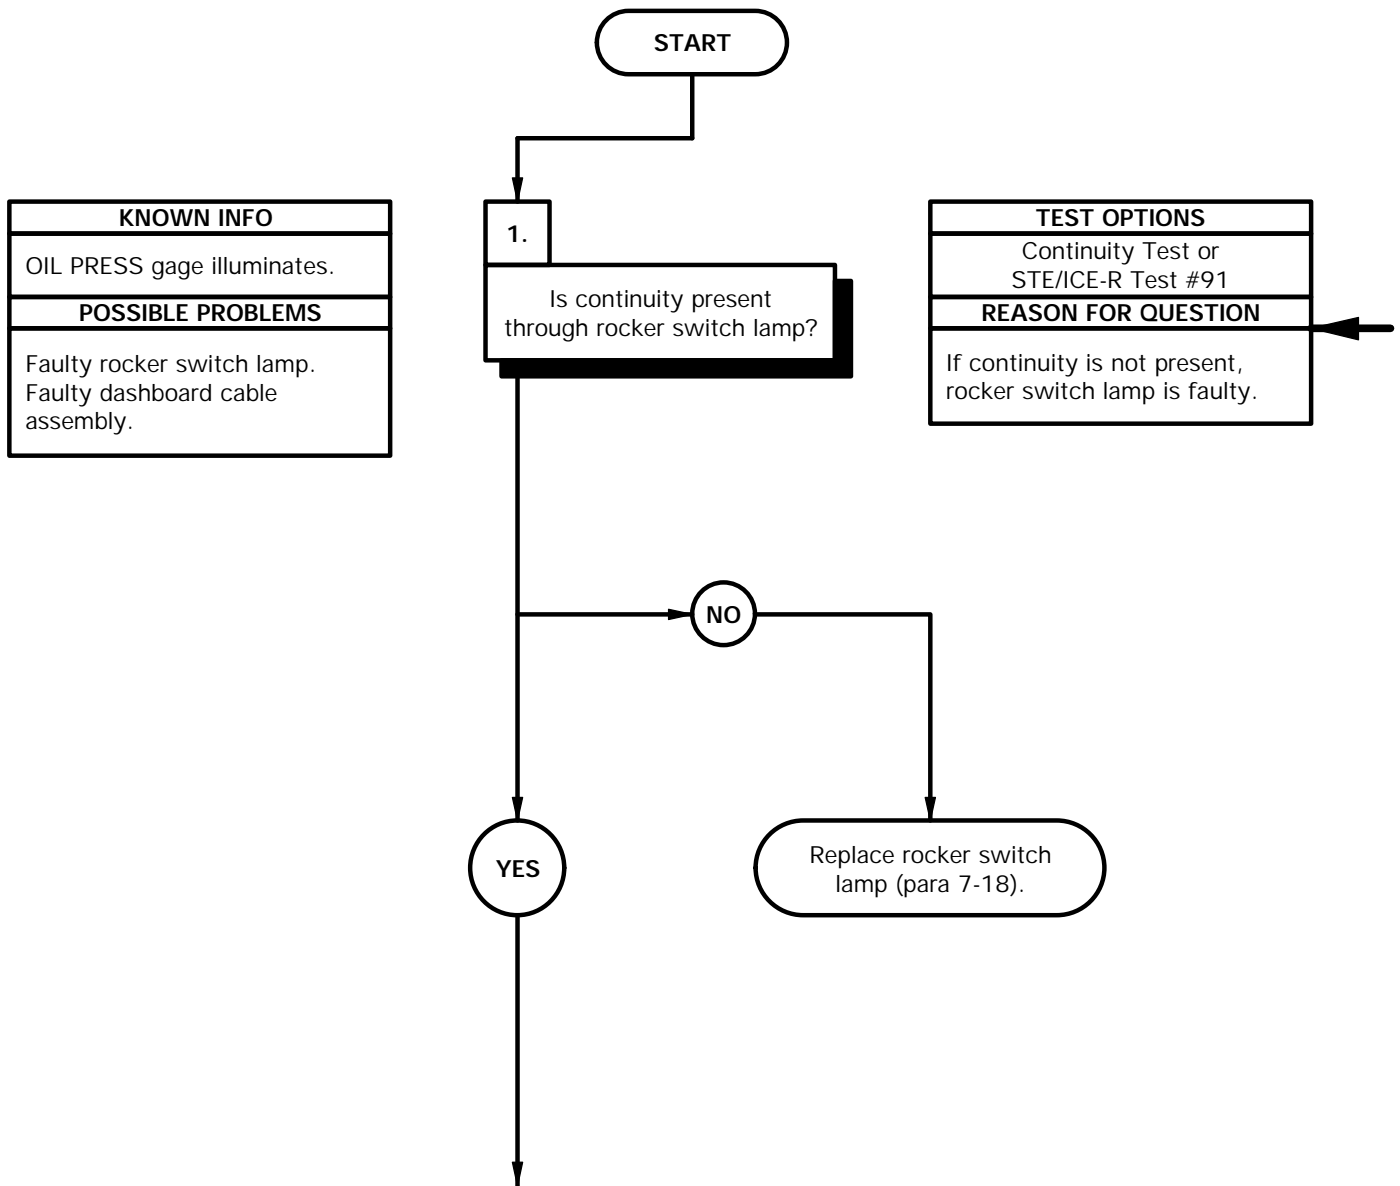 START
KNOWN INFO
OIL PRESS gage illuminates.
POSSIBLE PROBLEMS
Faulty rocker switch lamp.
Faulty dashboard cable
assembly.
1.
Is continuity present
through rocker switch lamp?
TEST OPTIONS
Continuity Test or
STE/ICE-R Test #91
REASON FOR QUESTION
If continuity is not present,
rocker switch lamp is faulty.
NO
YES
Replace rocker switch
lamp (para 7-18).